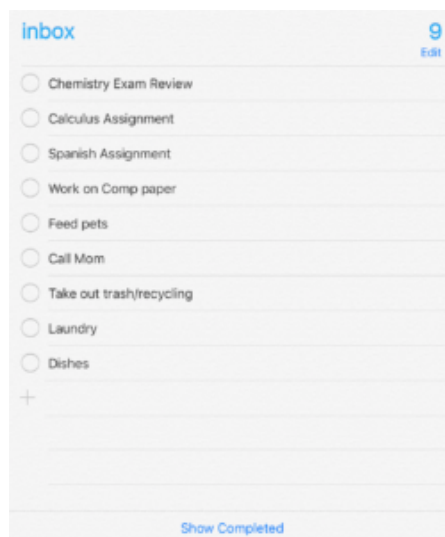 inbox
9
Edit
Chemistry Exam Review
Calculus Assignment
Spanish Assignment
Work on Comp paper
Feed pets
Call Mom
Take out trash/recycling
Laundry
Dishes
+
Show Completed